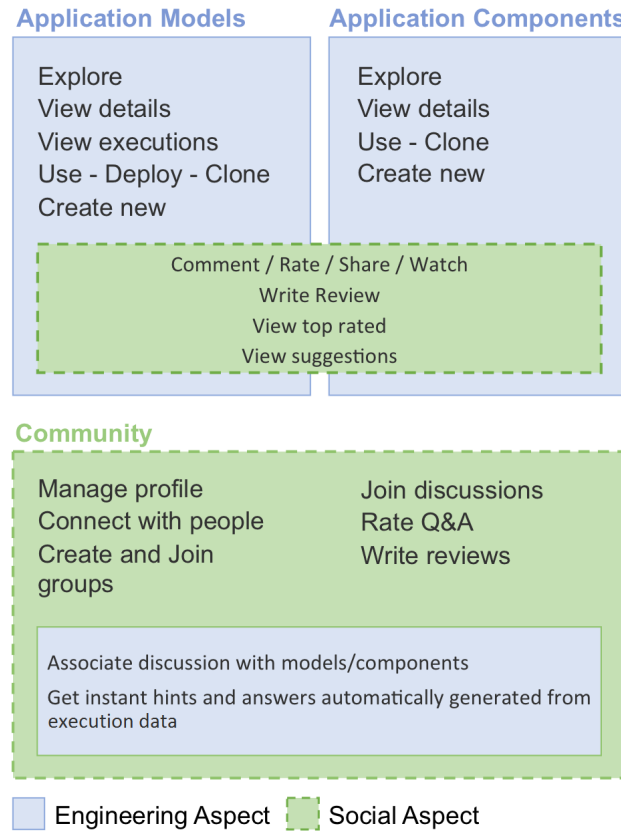 Application Models
Application Components
Explore
View details
View executions
Use - Deploy - Clone
Create new
Explore
View details
Use - Clone
Create new
Comment / Rate / Share / Watch
Write Review
View top rated
View suggestions
Community
Manage profile
Connect with people
Create and Join
groups
Join discussions
Rate Q&A
Write reviews
Associate discussion with models/components
Get instant hints and answers automatically generated from
execution data
Engineering Aspect
Social Aspect